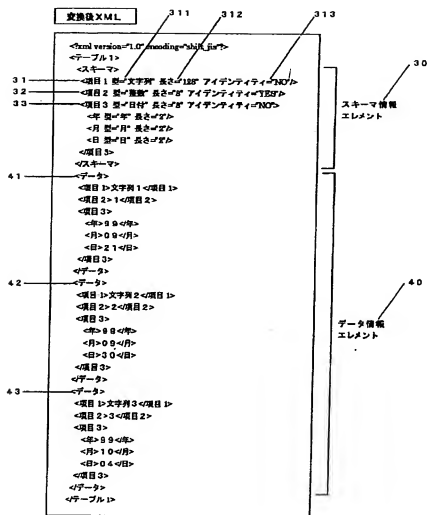 変換後XML
311
312
313
<?xml version="1.0" encoding="shift_jis"?>
<テーブル1>
<スキーマ>
31
<項目1 型="文字列" 長さ="128" アイデンティティ="NO"/>
30
32
<項目2 型="整数" 長さ="8" アイデンティティ="YES"/>
33
<項目3 型="日付" 長さ="8" アイデンティティ="NO">
スキーマ情報
エレメント
<年 型="年" 長さ="2"/>
<月 型="月" 長さ="2"/>
<日 型="日" 長さ="2"/>
</項目3>
</スキーマ>
41
<データ>
<項目1>文字列1</項目1>
<項目2>1</項目2>
<項目3>
<年>99</年>
<月>09</月>
<日>21</日>
</項目3>
</データ>
42
<データ>
40
<項目1>文字列2</項目1>
<項目2>2</項目2>
<項目3>
データ情報
エレメント
<年>99</年>
<月>09</月>
<日>30</日>
</項目3>
</データ>
43
<データ>
<項目1>文字列3</項目1>
<項目2>3</項目2>
<項目3>
<年>99</年>
<月>10</月>
<日>04</日>
</項目3>
</データ>
</テーブル1>